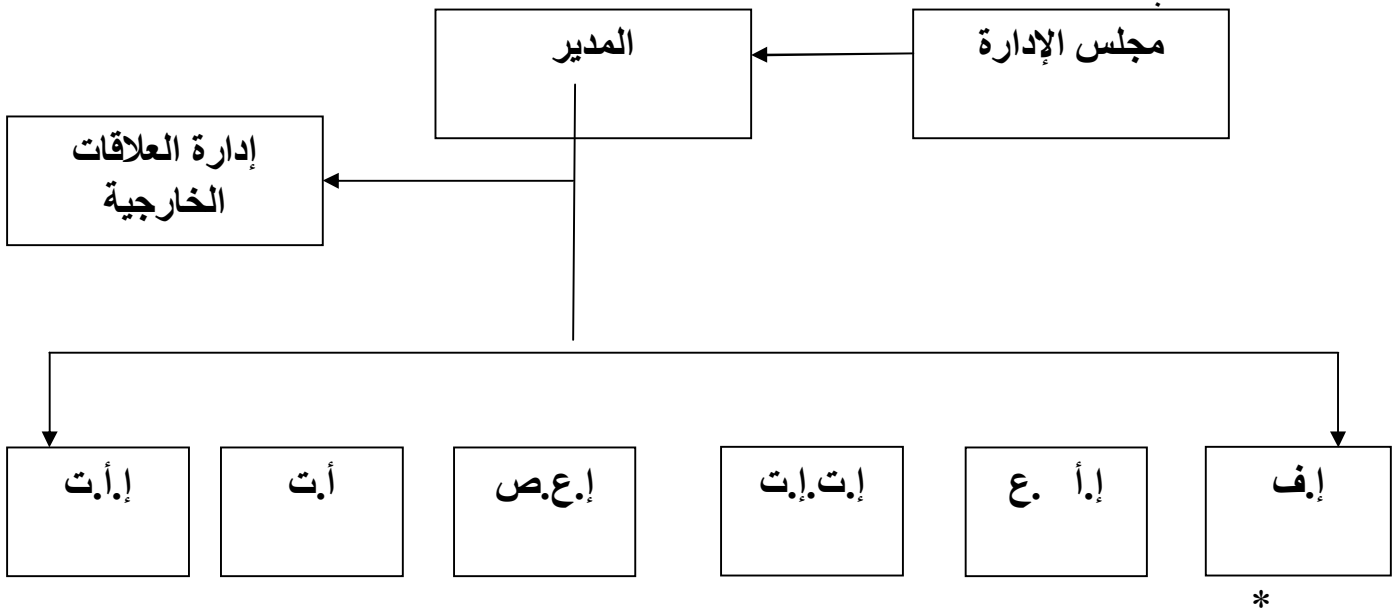 مجلس الإدارة
المدير
إدارة العلاقات
الخارجية
إ.ف
إ.أ .ع
إ.ت.إ.ت
إ.ع.ص
أ.ت
إ.أ.ت
*